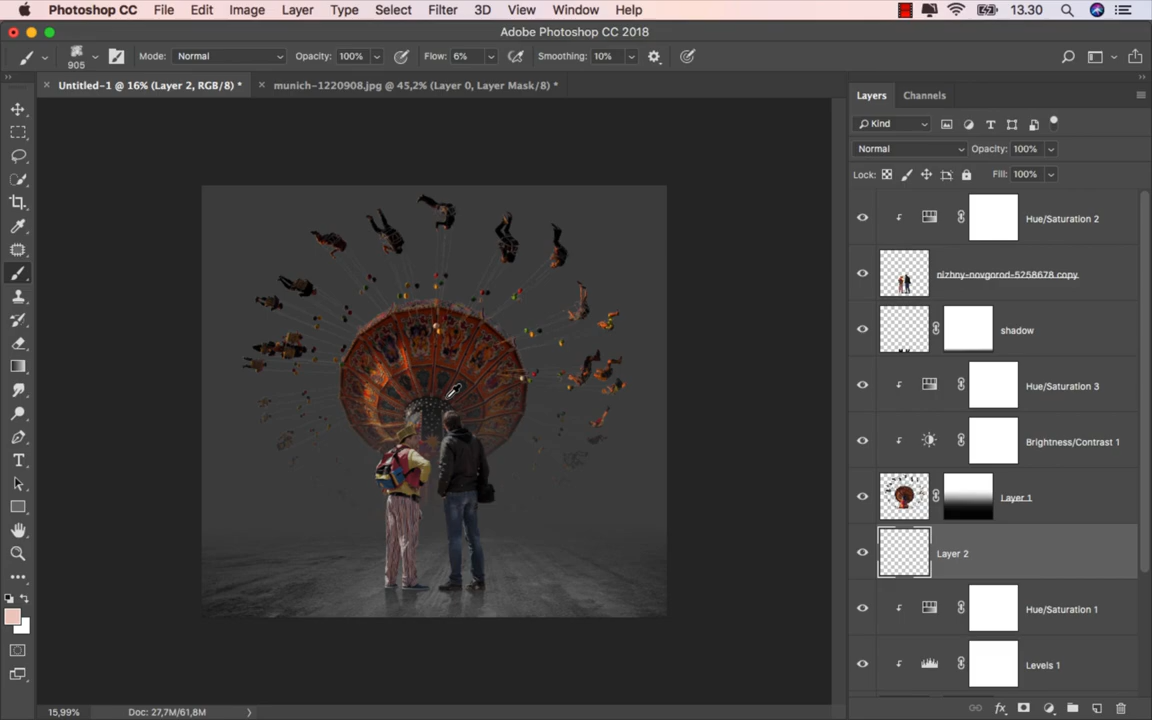 Photoshop CC File Edit Image Layer Type Select Filter 3D View Window Help 13.30
Adobe Photoshop CC 2018
905 Mode: Normal Opacity: 100% Flow: 6% Smoothing: 10%
Untitled-1 @ 16% (Layer 2, RGB/8) * munich-1220908.jpg @ 45,2% (Layer 0, Layer Mask/8) *
Layers Channels
Kind
Normal Opacity: 100%
Lock: Fill: 100%
Hue/Saturation 2
nizhny-novgorod-5258678 copy
shadow
Hue/Saturation 3
Brightness/Contrast 1
Layer 1
Layer 2
Hue/Saturation 1
Levels 1
15,99% Doc: 27,7M/61,8M